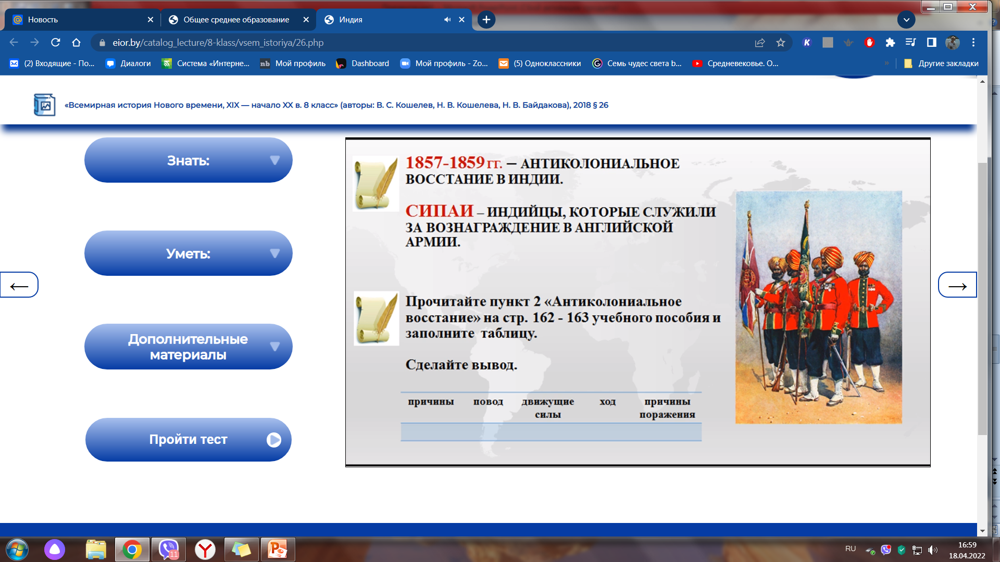 Новость
Общее среднее образование
Индия
eior.by/catalog_lecture/8-klass/vsem_istoriya/26.php
(2) Входящие - По...
Диалоги
Система «Интерне...
Мой профиль
Dashboard
Мой профиль - Zo...
(5) Одноклассники
Семь чудес света b...
Средневековье. О...
Другие закладки
«Всемирная история Нового времени, XIX — начало XX в. 8 класс» (авторы: В. С. Кошелев, Н. В. Кошелева, Н. В. Байдакова), 2018 § 26
Знать:
Уметь:
Дополнительные
материалы
Пройти тест
1857-1859 гг. – АНТИКОЛОНИАЛЬНОЕ
ВОССТАНИЕ В ИНДИИ.
СИПАИ – ИНДИЙЦЫ, КОТОРЫЕ СЛУЖИЛИ
ЗА ВОЗНАГРАЖДЕНИЕ В АНГЛИЙСКОЙ
АРМИИ.
Прочитайте пункт 2 «Антиколониальное
восстание» на стр. 162 - 163 учебного пособия и
заполните таблицу.
Сделайте вывод.
причины повод движущие ход причины
силы поражения
11
RU
16:59
18.04.2022